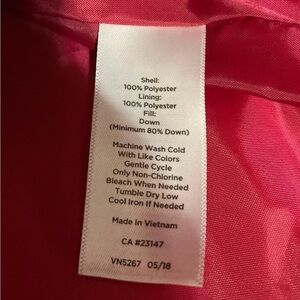 Shell:
100% Polyester
Lining:
100% Polyester
Fill:
Down
(Minimum 80% Down)
Machine Wash Cold
With Like Colors
Gentle Cycle
Only Non-Chlorine
Bleach When Needed
Tumble Dry Low
Cool Iron If Needed
Made in Vietnam
CA #23147
VN5267 05/18